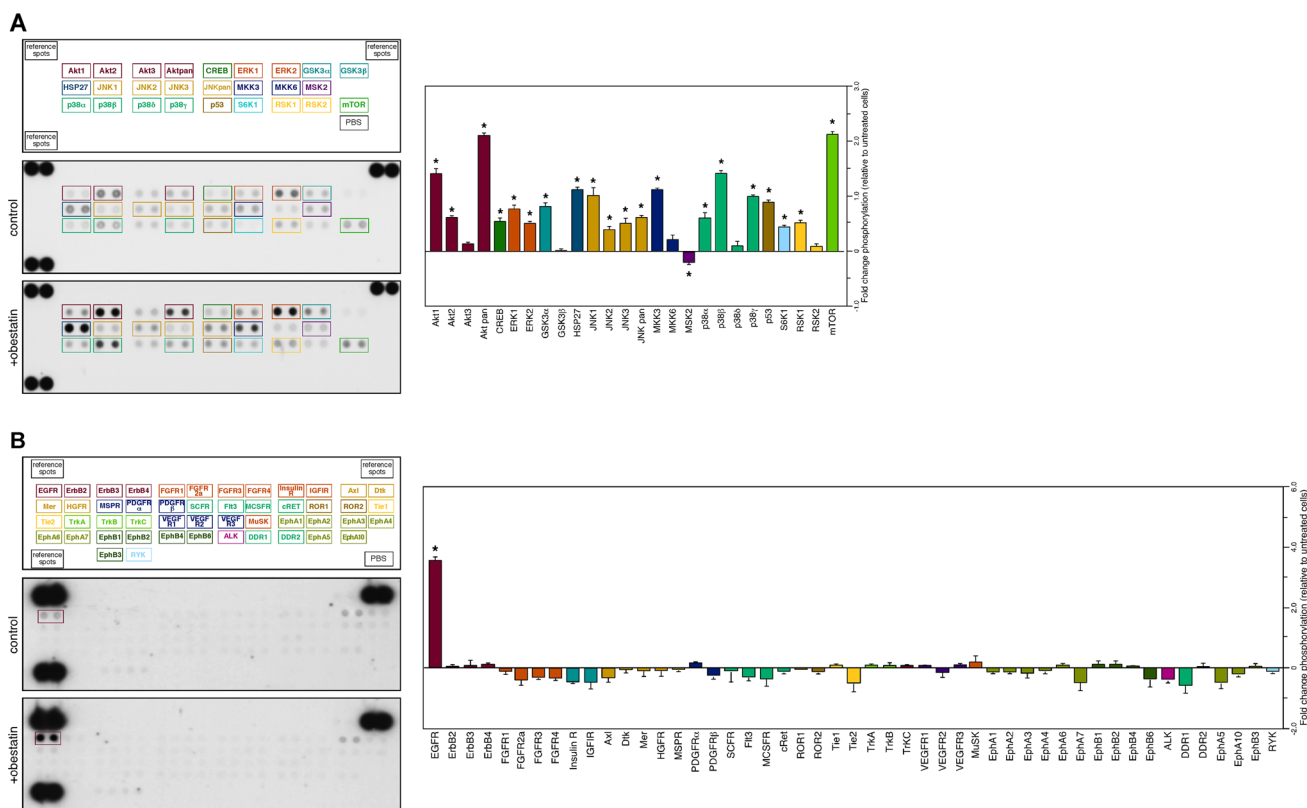 A
reference spots
reference spots
Akt1 Akt2 Akt3 Aktpan CREB ERK1 ERK2 GSK3α GSK3β
HSP27 JNK1 JNK2 JNK3 JNKpan MKK3 MKK6 MSK2
p38α p38β p38δ p38γ p53 S6K1 RSK1 RSK2 mTOR
PBS
reference spots
control
+obestatin
3.0
2.0
1.0
0
-1.0
Fold change phosphorylation (relative to untreated cells)
* * * * * * * * * * * * * * * * * * * * *
Akt1 Akt2 Akt3 Akt pan CREB ERK1 ERK2 GSK3α GSK3β HSP27 JNK1 JNK2 JNK3 JNK pan MKK3 MKK6 MSK2 p38α p38β p38δ p38γ p53 S6K1 RSK1 RSK2 mTOR
B
reference spots
reference spots
EGFR ErbB2 ErbB3 ErbB4 FGFR1 FGFR 2a FGFR3 FGFR4 Insulin R IGFIR Axl Dtk
Mer HGFR MSPR PDGFR α PDGFR β SCFR Flt3 MCSFR cRET ROR1 ROR2 Tie1
Tie2 TrkA TrkB TrkC VEGF R1 VEGF R2 VEGF R3 MuSK EphA1 EphA2 EphA3 EphA4
EphA6 EphA7 EphB1 EphB2 EphB4 EphB6 ALK DDR1 DDR2 EphA5 EphAI0
reference spots
EphB3 RYK
PBS
control
+obestatin
6.0
4.0
2.0
0
-2.0
Fold change phosphorylation (relative to untreated cells)
*
EGFR ErbB2 ErbB3 ErbB4 FGFR1 FGFR2a FGFR3 FGFR4 Insulin R IGFIR Axl Dtk Mer HGFR MSPR PDGFRα PDGFRβ SCFR Flt3 MCSFR cRet ROR1 ROR2 Tie1 Tie2 TrkA TrkB TrKC VEGFR1 VEGFR2 VEGFR3 MuSK EphA1 EphA2 EphA3 EphA4 EphA6 EphA7 EphB1 EphB2 EphB4 EphB6 ALK DDR1 DDR2 EphA5 EphA10 EphB3 RYK